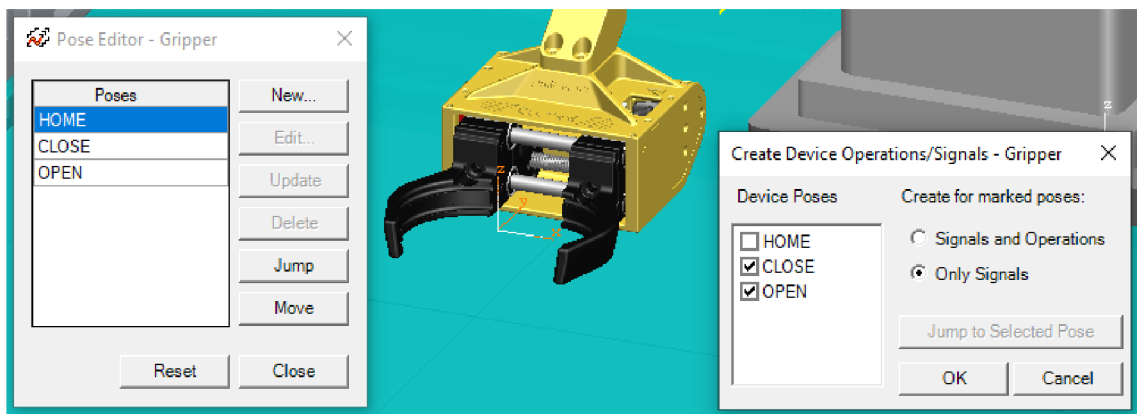 Pose Editor - Gripper
Poses
HOME
CLOSE
OPEN
New...
Edit...
Update
Delete
Jump
Move
Reset
Close
z
y
x
z
Create Device Operations/Signals - Gripper
Device Poses
HOME
CLOSE
OPEN
Create for marked poses:
Signals and Operations
Only Signals
Jump to Selected Pose
OK
Cancel